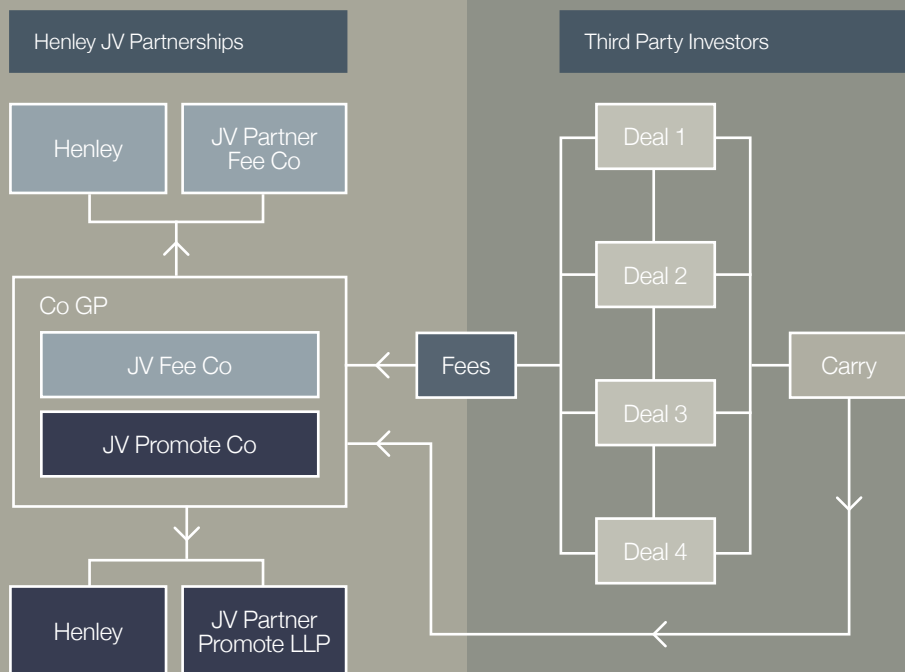 Henley JV Partnerships
Third Party Investors
Henley
JV Partner
Fee Co
Deal 1
Deal 2
Co GP
JV Fee Co
Fees
Carry
Deal 3
JV Promote Co
Deal 4
Henley
JV Partner
Promote LLP